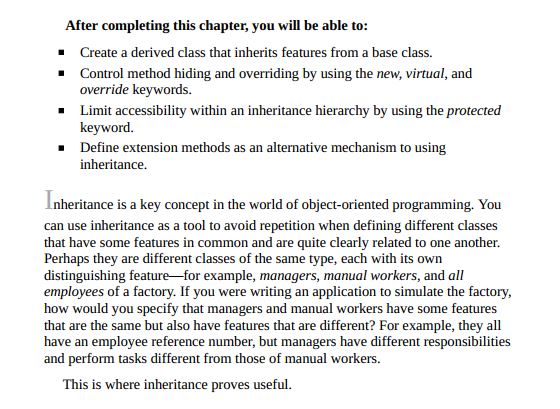 After completing this chapter, you will be able to:
▪ Create a derived class that inherits features from a base class.
▪ Control method hiding and overriding by using the new, virtual, and
override keywords.
▪ Limit accessibility within an inheritance hierarchy by using the protected
keyword.
▪ Define extension methods as an alternative mechanism to using
inheritance.
Inheritance is a key concept in the world of object-oriented programming. You
can use inheritance as a tool to avoid repetition when defining different classes
that have some features in common and are quite clearly related to one another.
Perhaps they are different classes of the same type, each with its own
distinguishing feature—for example, managers, manual workers, and all
employees of a factory. If you were writing an application to simulate the factory,
how would you specify that managers and manual workers have some features
that are the same but also have features that are different? For example, they all
have an employee reference number, but managers have different responsibilities
and perform tasks different from those of manual workers.
This is where inheritance proves useful.